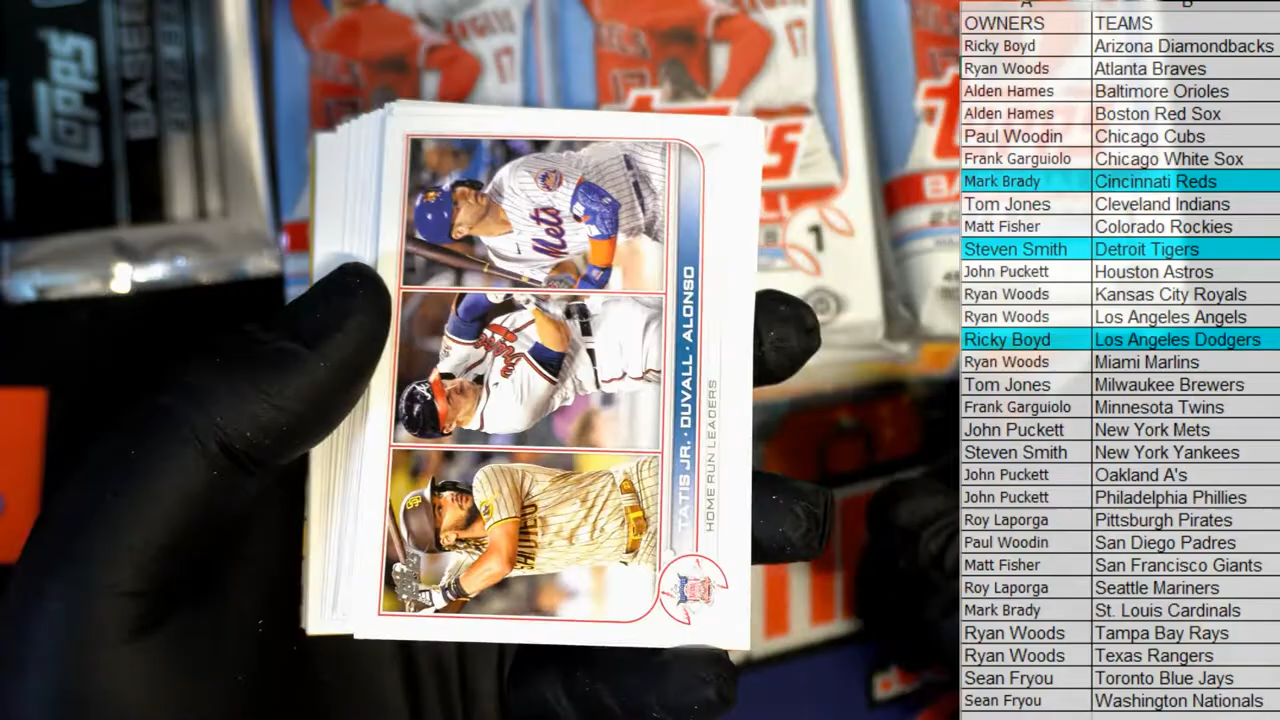 topps
BASEBALL
17
17
1
TATIS JR. • DUVALL • ALONSO
HOME RUN LEADERS
Mets
A B
OWNERS TEAMS
Ricky Boyd Arizona Diamondbacks
Ryan Woods Atlanta Braves
Alden Hames Baltimore Orioles
Alden Hames Boston Red Sox
Paul Woodin Chicago Cubs
Frank Garguiolo Chicago White Sox
Mark Brady Cincinnati Reds
Tom Jones Cleveland Indians
Matt Fisher Colorado Rockies
Steven Smith Detroit Tigers
John Puckett Houston Astros
Ryan Woods Kansas City Royals
Ryan Woods Los Angeles Angels
Ricky Boyd Los Angeles Dodgers
Ryan Woods Miami Marlins
Tom Jones Milwaukee Brewers
Frank Garguiolo Minnesota Twins
John Puckett New York Mets
Steven Smith New York Yankees
John Puckett Oakland A's
John Puckett Philadelphia Phillies
Roy Laporga Pittsburgh Pirates
Paul Woodin San Diego Padres
Matt Fisher San Francisco Giants
Roy Laporga Seattle Mariners
Mark Brady St. Louis Cardinals
Ryan Woods Tampa Bay Rays
Ryan Woods Texas Rangers
Sean Fryou Toronto Blue Jays
Sean Fryou Washington Nationals